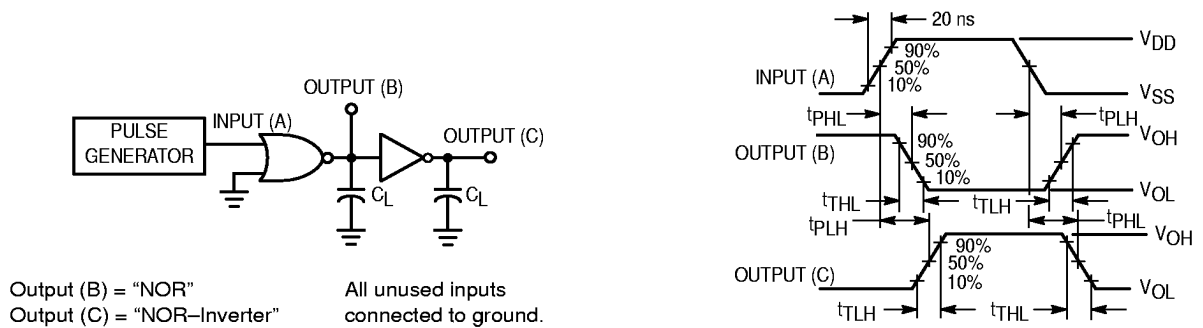 OUTPUT (B)
INPUT (A)
OUTPUT (C)
PULSE
GENERATOR
CL
CL
Output (B) = “NOR”
Output (C) = “NOR–Inverter”
All unused inputs
connected to ground.
20 ns
VDD
90%
50%
10%
INPUT (A)
VSS
tPHL
tPLH
VOH
OUTPUT (B)
90%
50%
10%
VOL
tTHL
tTLH
tPLH
tPHL
VOH
90%
50%
10%
OUTPUT (C)
VOL
tTLH
tTHL